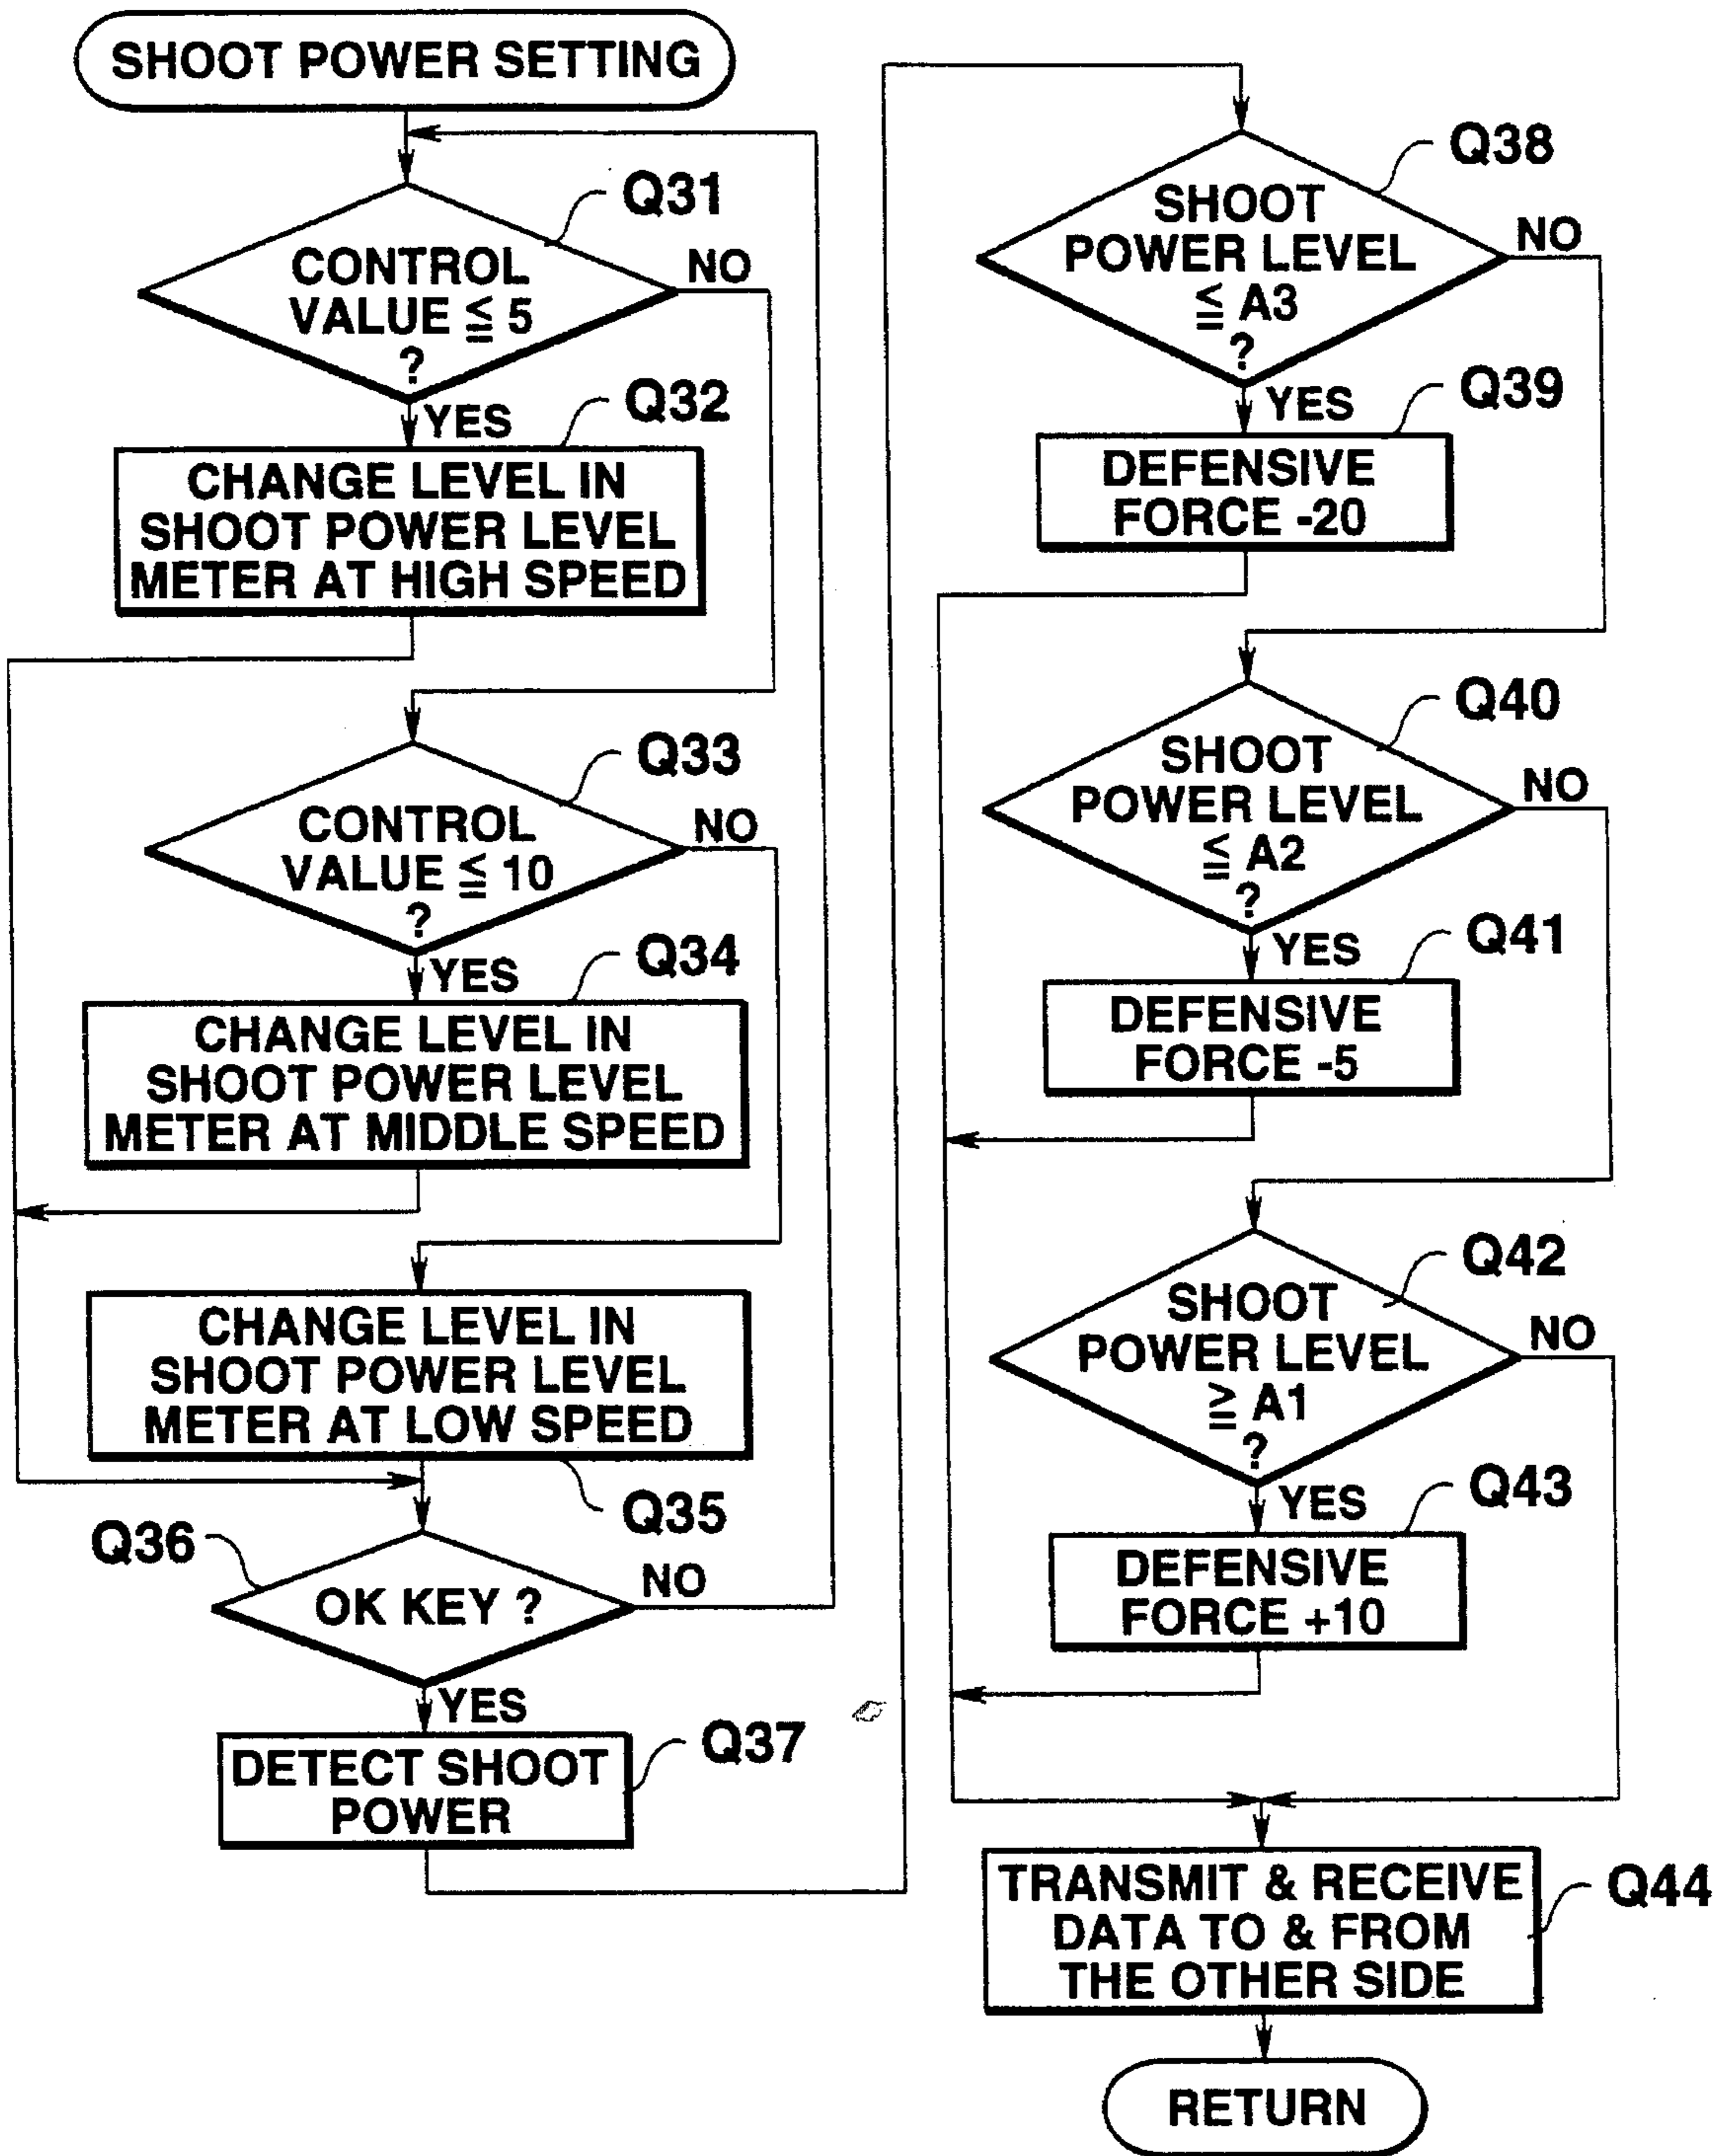 SHOOT POWER SETTING
Q31
CONTROL
VALUE ≦ 5
?
NO
YES
Q32
CHANGE LEVEL IN
SHOOT POWER LEVEL
METER AT HIGH SPEED
Q33
CONTROL
VALUE ≦ 10
?
NO
YES
Q34
CHANGE LEVEL IN
SHOOT POWER LEVEL
METER AT MIDDLE SPEED
CHANGE LEVEL IN
SHOOT POWER LEVEL
METER AT LOW SPEED
Q35
Q36
OK KEY ?
NO
YES
Q37
DETECT SHOOT
POWER
Q38
SHOOT
POWER LEVEL
≦ A3
?
NO
YES
Q39
DEFENSIVE
FORCE -20
Q40
SHOOT
POWER LEVEL
≦ A2
?
NO
YES
Q41
DEFENSIVE
FORCE -5
Q42
SHOOT
POWER LEVEL
≧ A1
?
NO
YES
Q43
DEFENSIVE
FORCE +10
TRANSMIT & RECEIVE
DATA TO & FROM
THE OTHER SIDE
Q44
RETURN